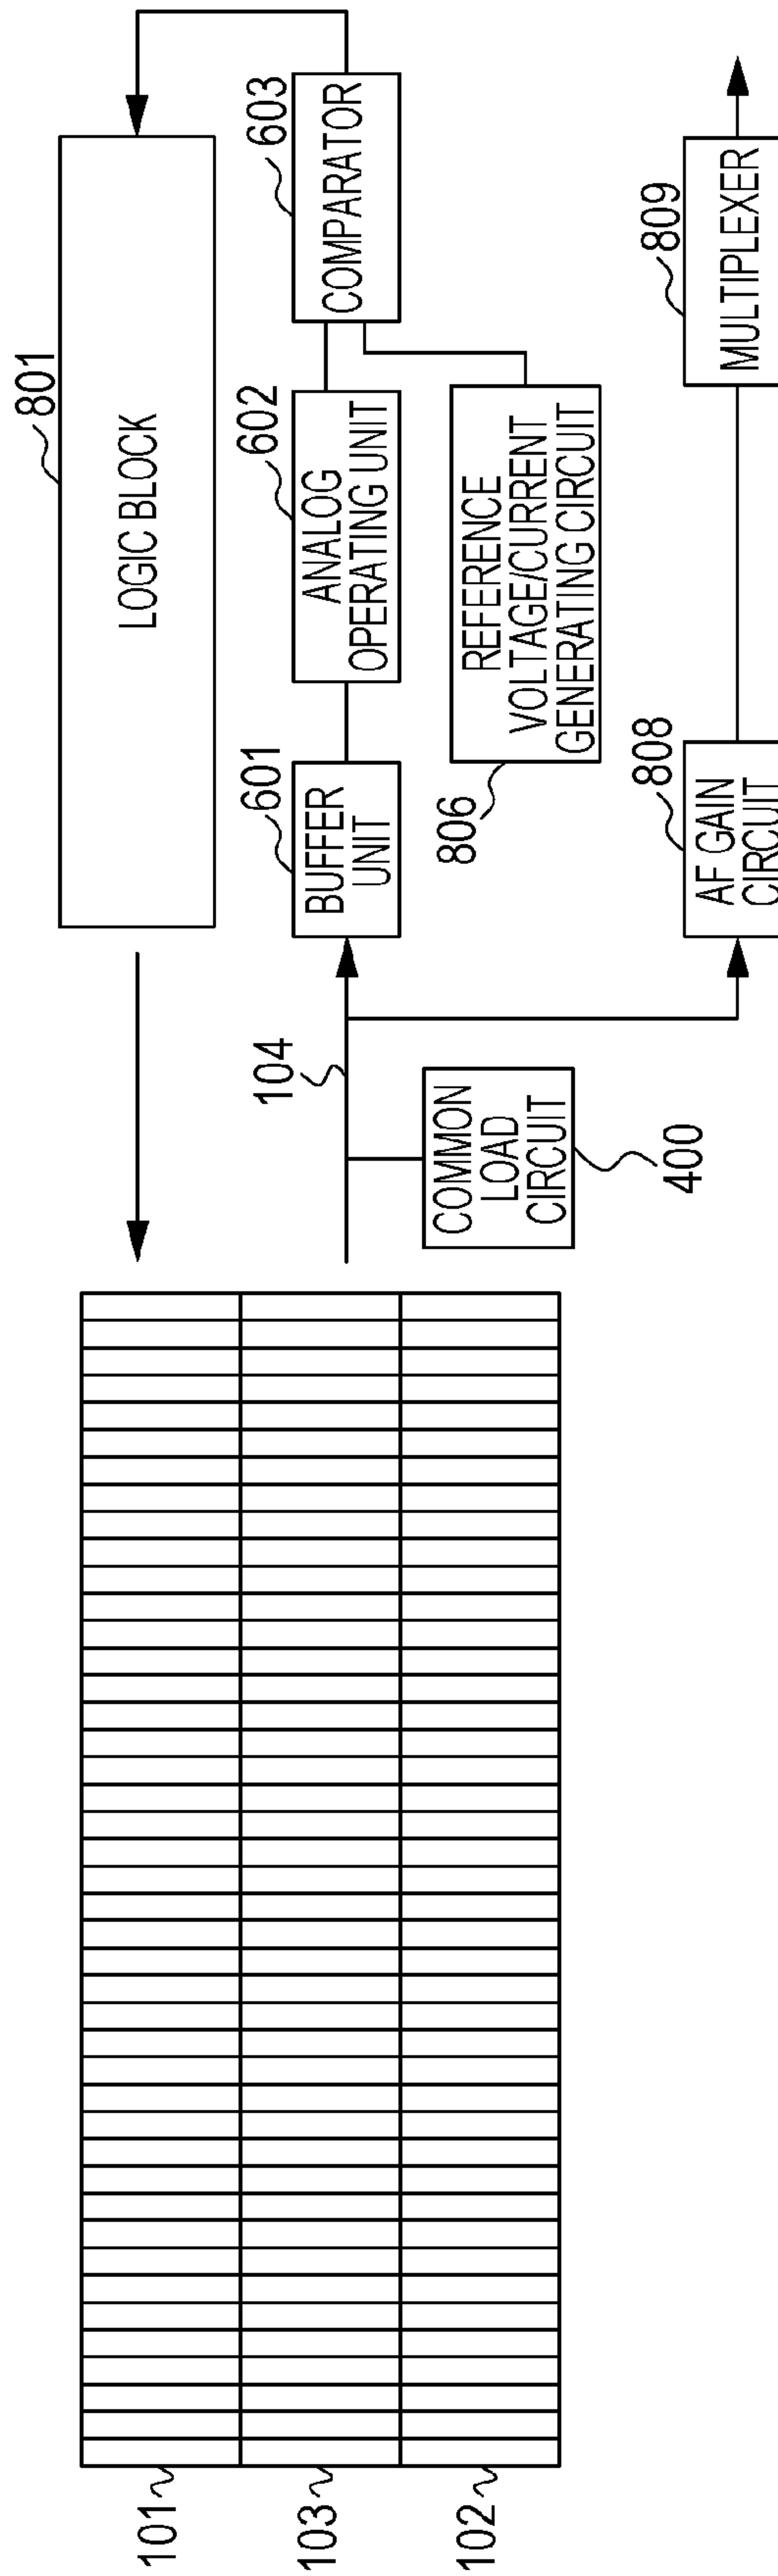 801
LOGIC BLOCK
603
COMPARATOR
602
ANALOG
OPERATING UNIT
601
BUFFER
UNIT
104
REFERENCE
VOLTAGE/CURRENT
GENERATING CIRCUIT
806
COMMON
LOAD
CIRCUIT
400
809
MULTIPLEXER
808
AF GAIN
CIRCUIT
101
103
102